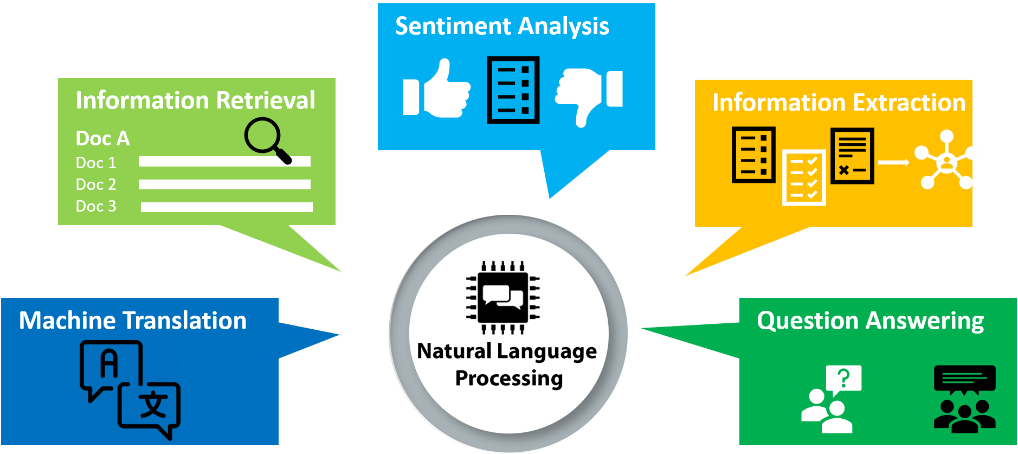 Sentiment Analysis
Information Retrieval
Doc A
Doc 1
Doc 2
Doc 3
Information Extraction
Machine Translation
A
文
Natural Language
Processing
Question Answering
?